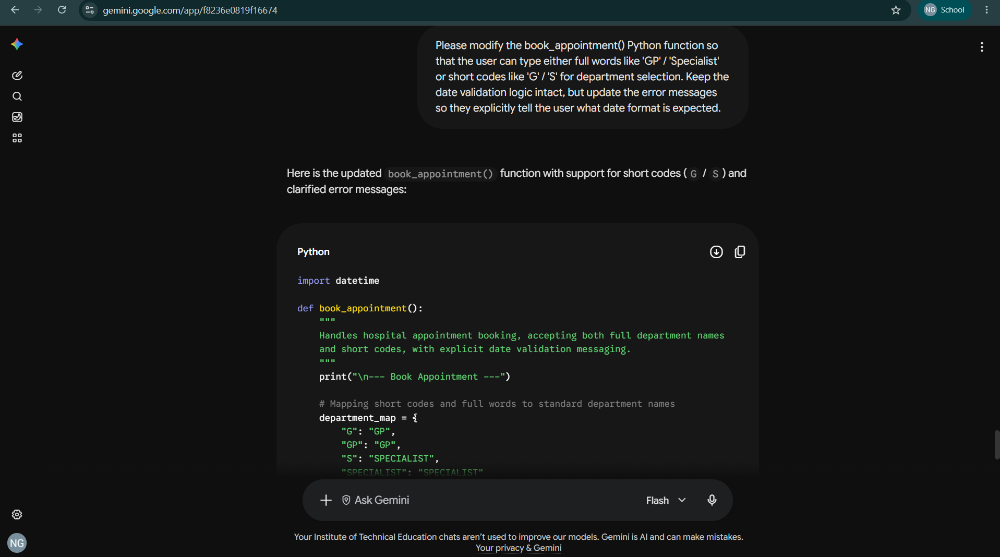 gemini.google.com/app/f8236e0819f16674
NG School
Please modify the book_appointment() Python function so
that the user can type either full words like 'GP' / 'Specialist'
or short codes like 'G' / 'S' for department selection. Keep the
date validation logic intact, but update the error messages
so they explicitly tell the user what date format is expected.
Here is the updated book_appointment() function with support for short codes ( G / S ) and
clarified error messages:
Python
import datetime
def book_appointment():
"""
Handles hospital appointment booking, accepting both full department names
and short codes, with explicit date validation messaging.
"""
print("\n--- Book Appointment ---")
# Mapping short codes and full words to standard department names
department_map = {
"G": "GP",
"GP": "GP",
"S": "SPECIALIST",
"SPECIALIST": "SPECIALIST"
Ask Gemini
Flash
Your Institute of Technical Education chats aren't used to improve our models. Gemini is AI and can make mistakes.
Your privacy & Gemini
NG